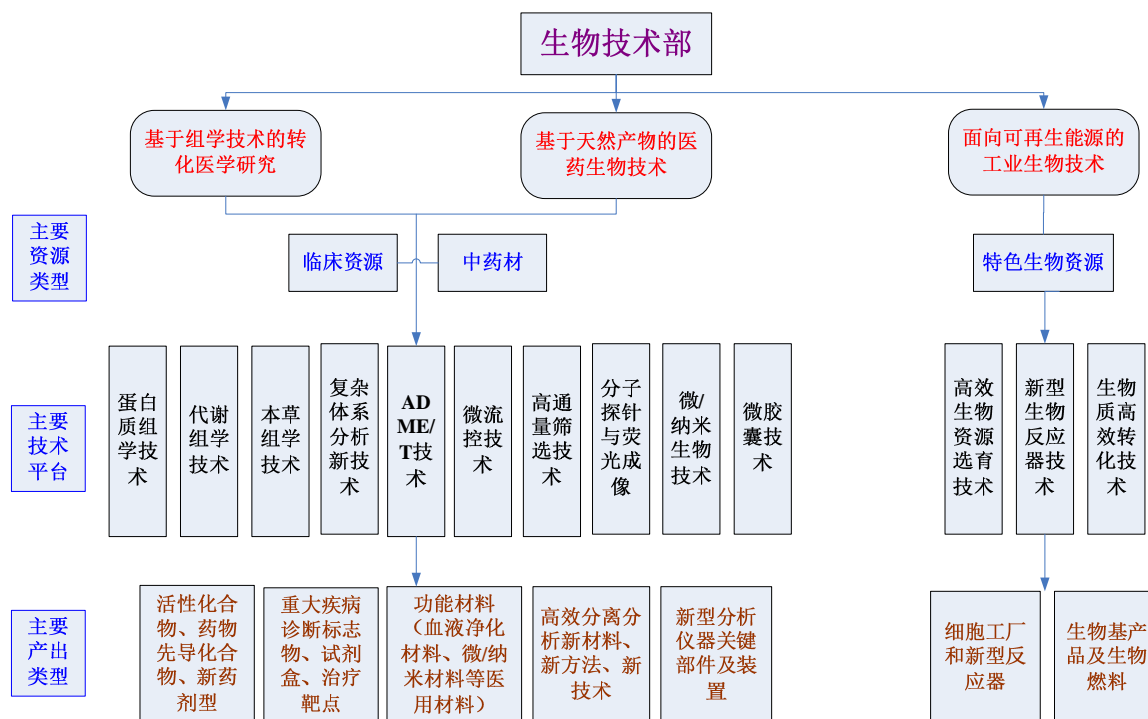 生物技术部
基于组学技术的转
化医学研究
基于天然产物的医
药生物技术
面向可再生能源的
工业生物技术
主要
资源
类型
临床资源
中药材
特色生物资源
主要
技术
平台
蛋白
质组
学技
术
代谢
组学
技术
本草
组学
技术
复杂
体系
分析
新技
术
AD
ME/
T技
术
微流
控技
术
高通
量筛
选技
术
分子
探针
与荧
光成
像
微/
纳米
生物
技术
微胶
囊技
术
高效
生物
资源
选育
技术
新型
生物
反应
器技
术
生物
质高
效转
化技
术
主要
产出
类型
活性化合
物、药物
先导化合
物、新药
剂型
重大疾病
诊断标志
物、试剂
盒、治疗
靶点
功能材料
（血液净化
材料、微/纳
米材料等医
用材料）
高效分离分
析新材料、
新方法、新
技术
新型分析
仪器关键
部件及装
置
细胞工厂
和新型反
应器
生物基产
品及生物
燃料